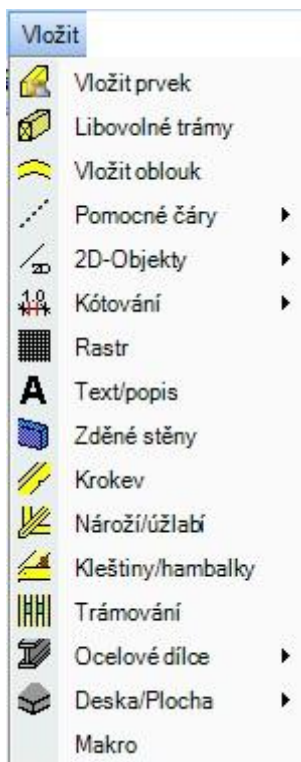 Vložit
Vložit prvek
Libovolné trámy
Vložit oblouk
Pomocné čáry
2D-Objekty
Kótování
Rastr
Text/popis
Zděné stěny
Krokev
Nároží/úžlabí
Kleštiny/hambalky
Trámování
Ocelové dílce
Deska/Plocha
Makro